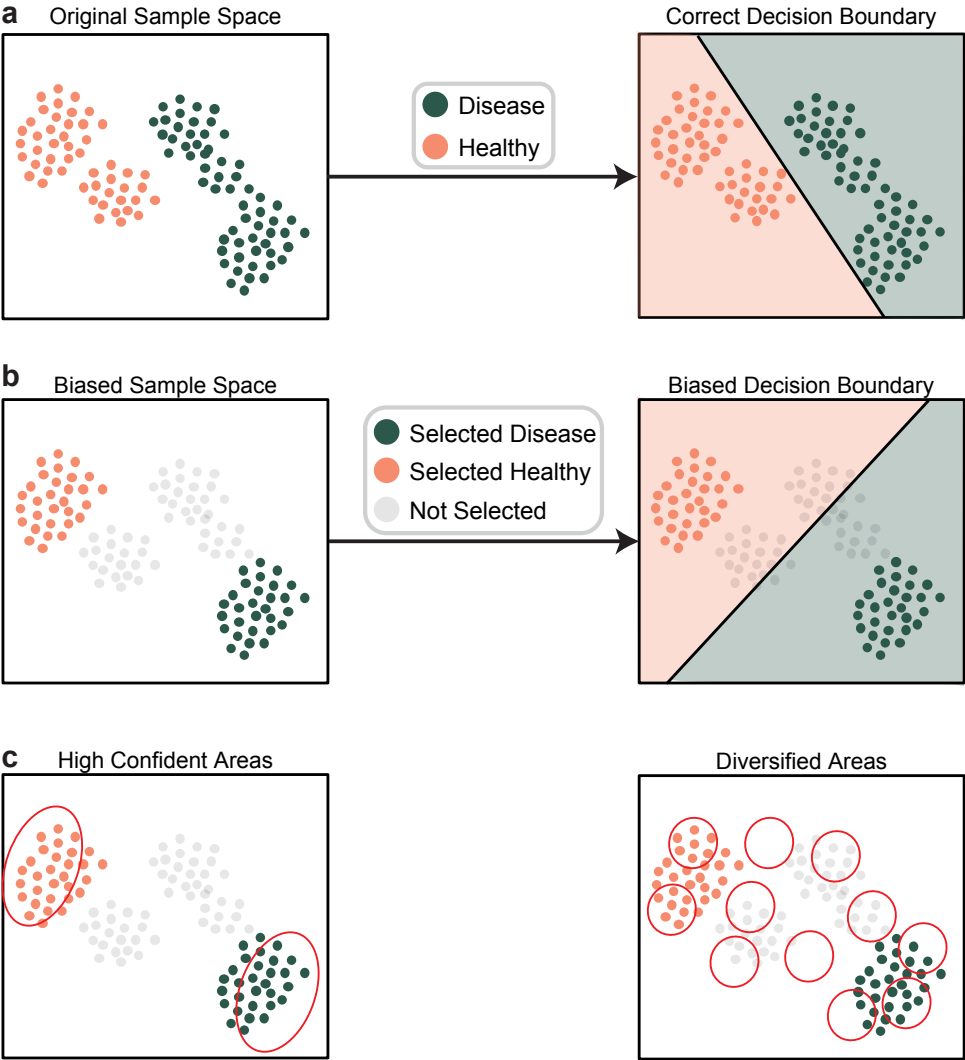 a
Original Sample Space
Correct Decision Boundary
Disease
Healthy
b
Biased Sample Space
Biased Decision Boundary
Selected Disease
Selected Healthy
Not Selected
c
High Confident Areas
Diversified Areas